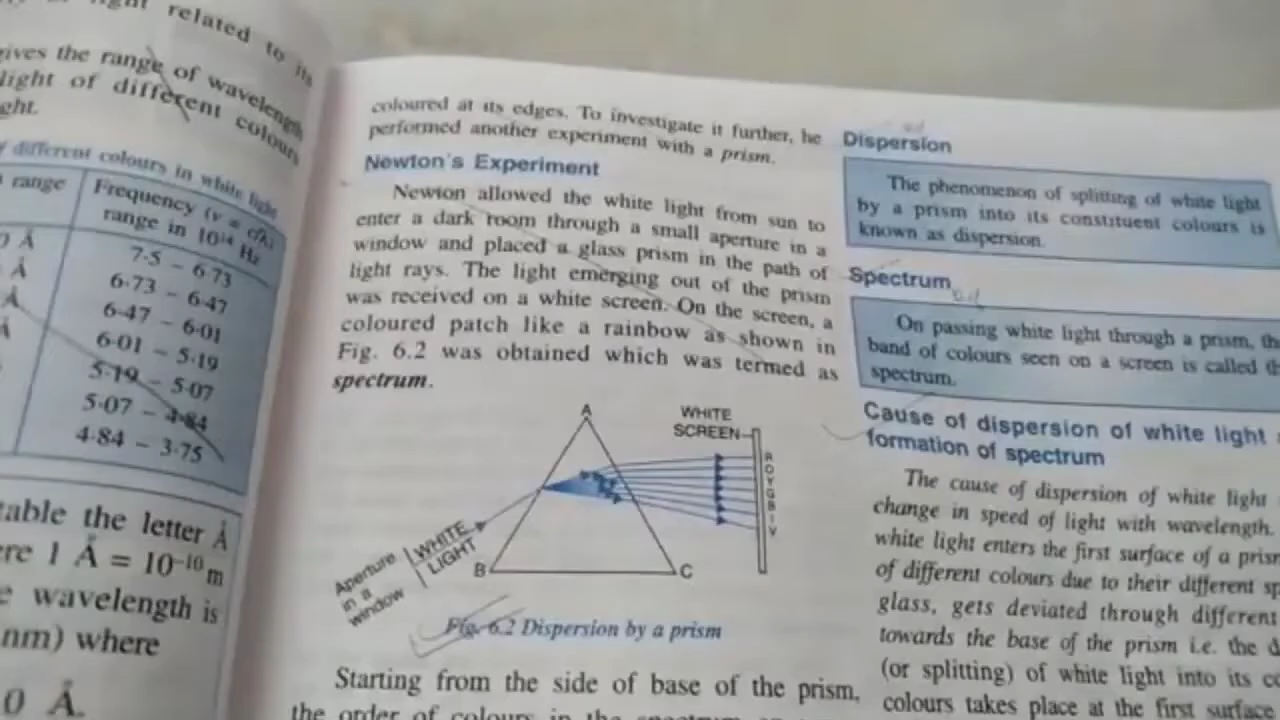 light related to its
gives the range of wavelength
light of different colours
ght.
different colours in white light
range
Frequency (ν = c/λ)
range in 10¹⁴ Hz
0 Å
7·5 – 6·73
Å
6·73 – 6·47
Å
6·47 – 6·01
Å
6·01 – 5·19
5·19 – 5·07
5·07 – 4·84
4·84 – 3·75
table the letter Å
ere 1 Å = 10⁻¹⁰ m
e wavelength is
nm) where
0 Å.
coloured at its edges. To investigate it further, he
performed another experiment with a prism.
Newton's Experiment
Newton allowed the white light from sun to
enter a dark room through a small aperture in a
window and placed a glass prism in the path of
light rays. The light emerging out of the prism
was received on a white screen. On the screen, a
coloured patch like a rainbow as shown in
Fig. 6.2 was obtained which was termed as
spectrum.
A
WHITE
SCREEN
R
O
Y
G
B
I
V
WHITE
LIGHT
Aperture
in a
window
B
C
Fig. 6.2 Dispersion by a prism
Starting from the side of base of the prism,
the order of colours in the spectrum
Dispersion
The phenomenon of splitting of white light
by a prism into its constituent colours is
known as dispersion.
Spectrum
On passing white light through a prism, the
band of colours seen on a screen is called th
spectrum.
Cause of dispersion of white light
formation of spectrum
The cause of dispersion of white light
change in speed of light with wavelength.
white light enters the first surface of a prism
of different colours due to their different sp
glass, gets deviated through different
towards the base of the prism i.e. the d
(or splitting) of white light into its co
colours takes place at the first surface